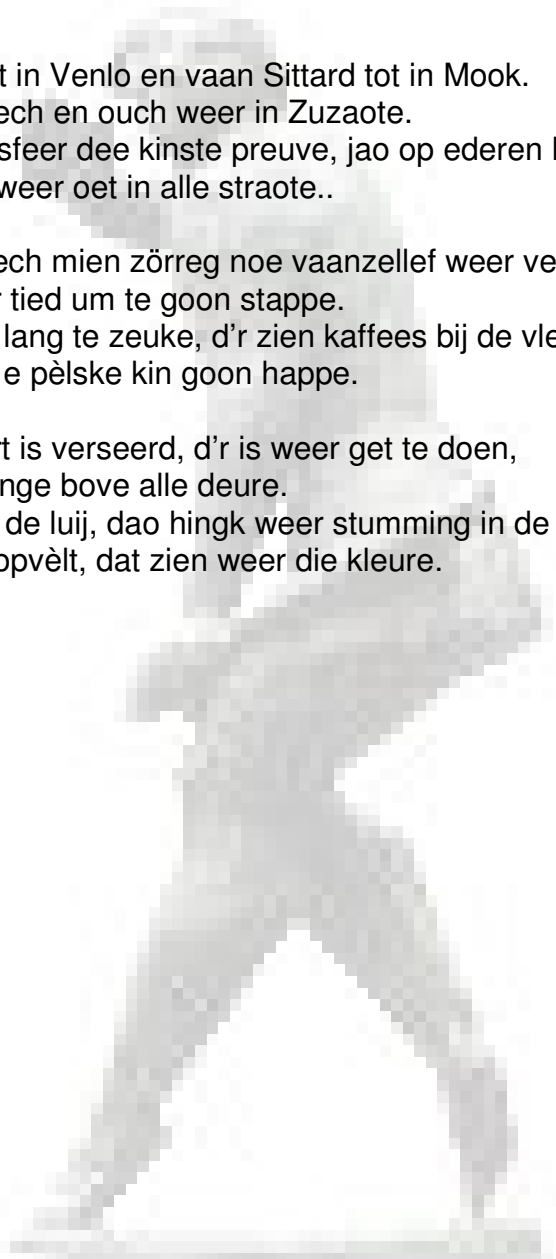 t in Venlo en vaan Sittard tot in Mook.
ech en ouch weer in Zuzaote.
sfeer dee kinste preuve, jao op ederen
weer oet in alle straote..
ech mien zörreg noe vaanzellef weer ve
r tied um te goon stappe.
lang te zeuke, d'r zien kaffees bij de vle
e pèlske kin goon happe.
rt is verseerd, d'r is weer get te doen,
nge bove alle deure.
de luij, dao hingk weer stumming in de
opvèlt, dat zien weer die kleure.